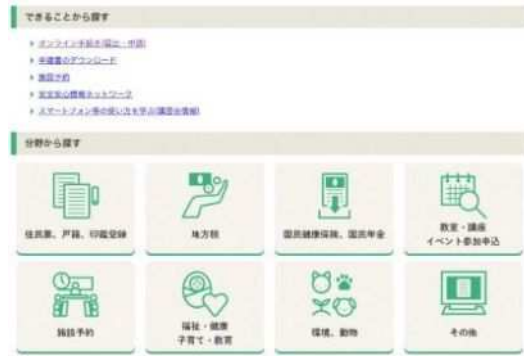 できることから探す
オンライン手続き(届出・申請)
申請書のダウンロード
施設予約
安全安心情報ネットワーク
スマートフォン等の使い方を学ぶ(講習会情報)
分野から探す
住民票、戸籍、印鑑登録
地方税
国民健康保険、国民年金
教室・講座
イベント参加申込
施設予約
福祉・健康
子育て・教育
環境、動物
その他